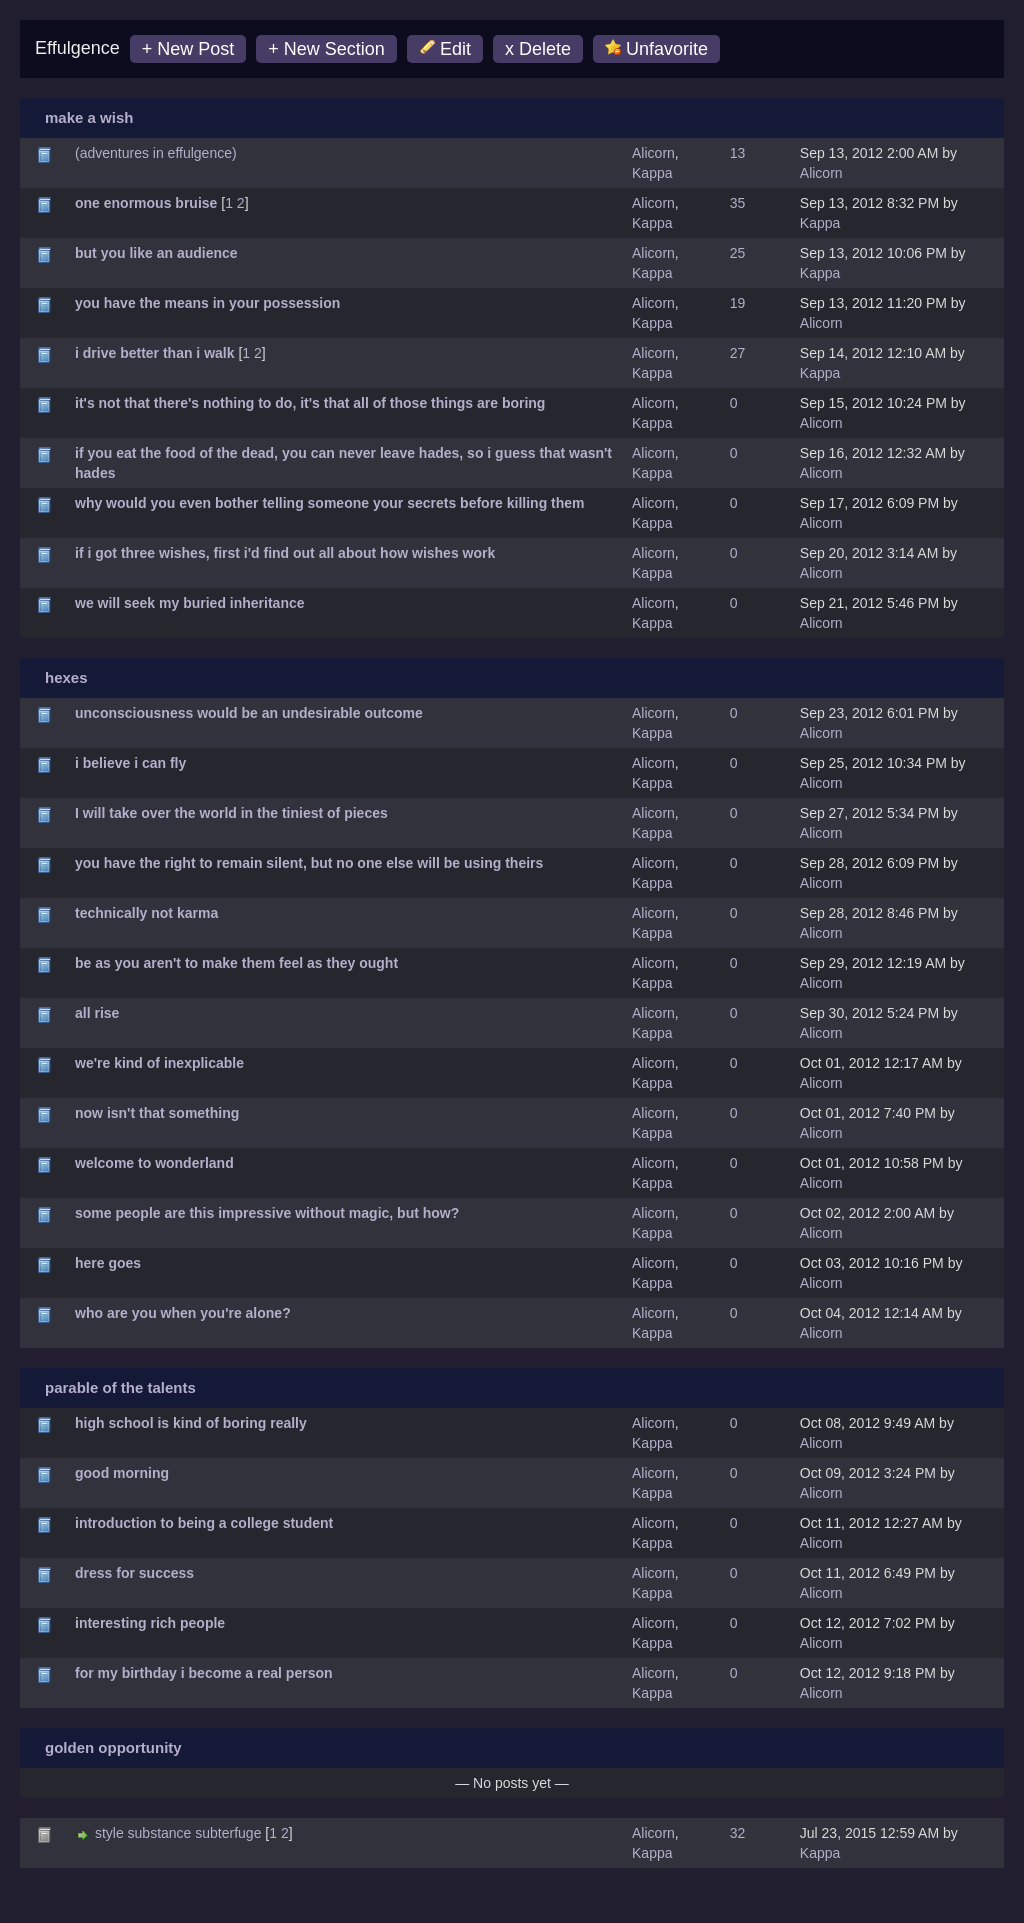 Effulgence + New Post + New Section Edit x Delete Unfavorite
make a wish
(adventures in effulgence) Alicorn, 13 Sep 13, 2012 2:00 AM by
Kappa Alicorn
one enormous bruise [1 2] Alicorn, 35 Sep 13, 2012 8:32 PM by
Kappa Kappa
but you like an audience Alicorn, 25 Sep 13, 2012 10:06 PM by
Kappa Kappa
you have the means in your possession Alicorn, 19 Sep 13, 2012 11:20 PM by
Kappa Alicorn
i drive better than i walk [1 2] Alicorn, 27 Sep 14, 2012 12:10 AM by
Kappa Kappa
it's not that there's nothing to do, it's that all of those things are boring Alicorn, 0 Sep 15, 2012 10:24 PM by
Kappa Alicorn
if you eat the food of the dead, you can never leave hades, so i guess that wasn't Alicorn, 0 Sep 16, 2012 12:32 AM by
hades Kappa Alicorn
why would you even bother telling someone your secrets before killing them Alicorn, 0 Sep 17, 2012 6:09 PM by
Kappa Alicorn
if i got three wishes, first i'd find out all about how wishes work Alicorn, 0 Sep 20, 2012 3:14 AM by
Kappa Alicorn
we will seek my buried inheritance Alicorn, 0 Sep 21, 2012 5:46 PM by
Kappa Alicorn
hexes
unconsciousness would be an undesirable outcome Alicorn, 0 Sep 23, 2012 6:01 PM by
Kappa Alicorn
i believe i can fly Alicorn, 0 Sep 25, 2012 10:34 PM by
Kappa Alicorn
I will take over the world in the tiniest of pieces Alicorn, 0 Sep 27, 2012 5:34 PM by
Kappa Alicorn
you have the right to remain silent, but no one else will be using theirs Alicorn, 0 Sep 28, 2012 6:09 PM by
Kappa Alicorn
technically not karma Alicorn, 0 Sep 28, 2012 8:46 PM by
Kappa Alicorn
be as you aren't to make them feel as they ought Alicorn, 0 Sep 29, 2012 12:19 AM by
Kappa Alicorn
all rise Alicorn, 0 Sep 30, 2012 5:24 PM by
Kappa Alicorn
we're kind of inexplicable Alicorn, 0 Oct 01, 2012 12:17 AM by
Kappa Alicorn
now isn't that something Alicorn, 0 Oct 01, 2012 7:40 PM by
Kappa Alicorn
welcome to wonderland Alicorn, 0 Oct 01, 2012 10:58 PM by
Kappa Alicorn
some people are this impressive without magic, but how? Alicorn, 0 Oct 02, 2012 2:00 AM by
Kappa Alicorn
here goes Alicorn, 0 Oct 03, 2012 10:16 PM by
Kappa Alicorn
who are you when you're alone? Alicorn, 0 Oct 04, 2012 12:14 AM by
Kappa Alicorn
parable of the talents
high school is kind of boring really Alicorn, 0 Oct 08, 2012 9:49 AM by
Kappa Alicorn
good morning Alicorn, 0 Oct 09, 2012 3:24 PM by
Kappa Alicorn
introduction to being a college student Alicorn, 0 Oct 11, 2012 12:27 AM by
Kappa Alicorn
dress for success Alicorn, 0 Oct 11, 2012 6:49 PM by
Kappa Alicorn
interesting rich people Alicorn, 0 Oct 12, 2012 7:02 PM by
Kappa Alicorn
for my birthday i become a real person Alicorn, 0 Oct 12, 2012 9:18 PM by
Kappa Alicorn
golden opportunity
— No posts yet —
style substance subterfuge [1 2] Alicorn, 32 Jul 23, 2015 12:59 AM by
Kappa Kappa